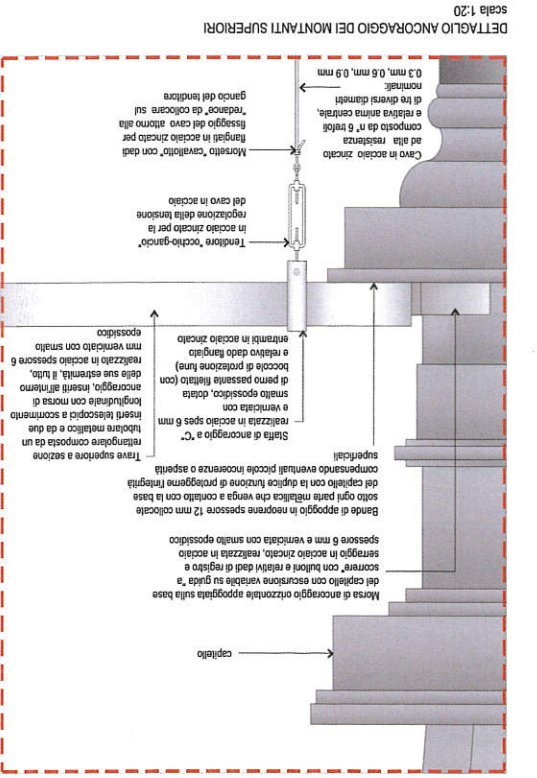 DETTAGLIO ANCORAGGIO DEI MONTANTI SUPERIORI
scala 1:20
capitello
Morsa di ancoraggio orizzontale appoggiata sulla base
del capitello con escursione variabile su guida "a
scorrere" con bulloni e relativi dadi di registro e
serraggio in acciaio zincato, realizzata in acciaio
spessore 6 mm e verniciata con smalto epossidico
Bande di appoggio in neoprene spessore 12 mm collocate
sotto ogni parte metallica che venga a contatto con la base
del capitello con la duplice funzione di proteggerne l'integrità
compensando eventuali piccole incoerenze o asperità
superficiali
Staffa di ancoraggio a "C"
realizzata in acciaio spes 6 mm
e verniciata con
smalto epossidico, dotata
di perno passante filettato (con
boccole di protezione fune)
e relativo dado flangiato
entrambi in acciaio zincato
Trave superiore a sezione
rettangolare composta da un
tubolare metallico e da due
inserti telescopici a scorrimento
longitudinale con morsa di
ancoraggio, inseriti all'interno
delle sue estremità, il tutto,
realizzato in acciaio spessore 6
mm verniciato con smalto
epossidico
Tenditore "occhio-gancio"
in acciaio zincato per la
regolazione della tensione
del cavo in acciaio
Morsetto "cavallotto" con dadi
flangiati in acciaio zincato per
fissaggio del cavo attorno alla
"redance" da collocare sul
gancio del tenditore
Cavo in acciaio zincato
ad alta resistenza
composto da n° 6 trefoli
e relativa anima centrale,
di tre diversi diametri
nominali:
0.3 mm, 0.6 mm, 0.9 mm